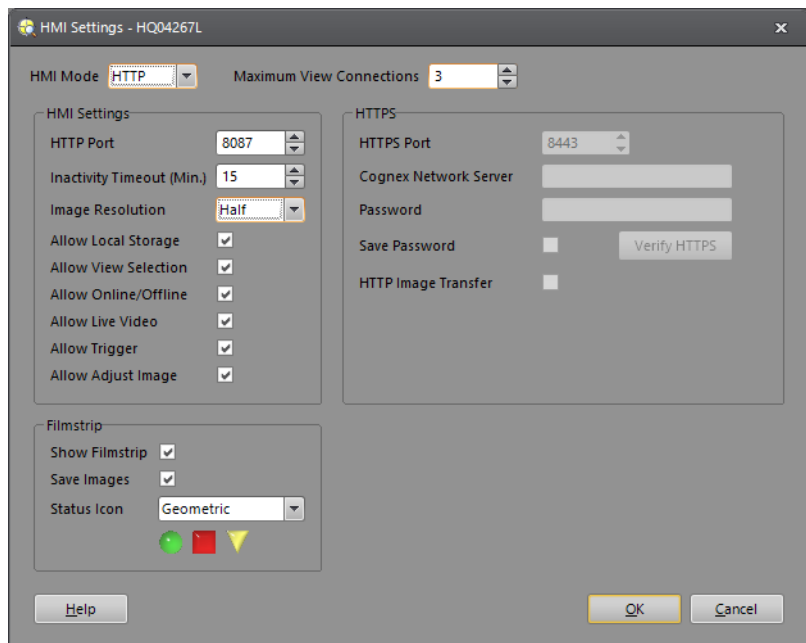 HMI Settings - HQ04267L
HMI Mode HTTP Maximum View Connections 3
HMI Settings
HTTP Port 8087
Inactivity Timeout (Min.) 15
Image Resolution Half
Allow Local Storage
Allow View Selection
Allow Online/Offline
Allow Live Video
Allow Trigger
Allow Adjust Image
HTTPS
HTTPS Port 8443
Cognex Network Server
Password
Save Password Verify HTTPS
HTTP Image Transfer
Filmstrip
Show Filmstrip
Save Images
Status Icon Geometric
Help OK Cancel